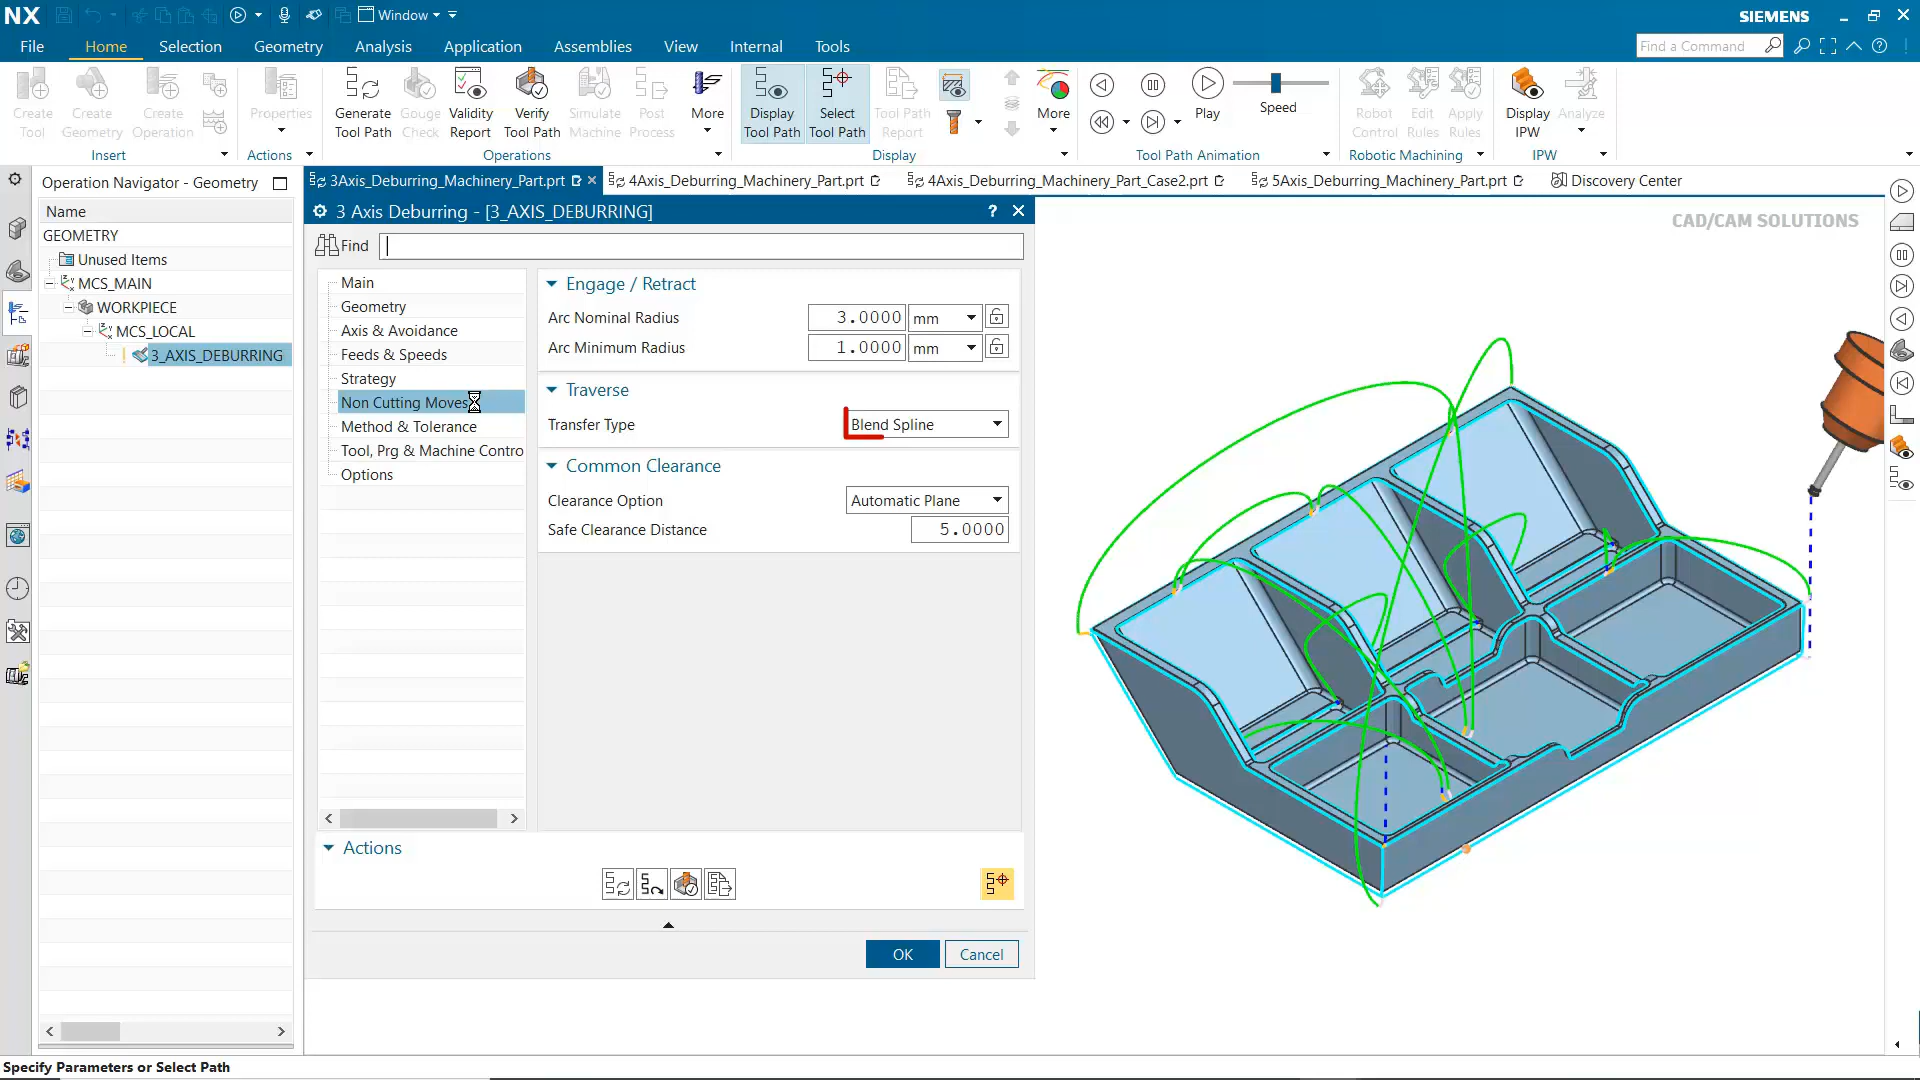 NX
Window
SIEMENS
File
Home
Selection
Geometry
Analysis
Application
Assemblies
View
Internal
Tools
Find a Command
Create Tool
Create Geometry
Create Operation
Properties
Generate Tool Path
Gouge Check
Validity Report
Verify Tool Path
Simulate Machine
Post Process
More
Display Tool Path
Select Tool Path
Tool Path Report
More
Play
Speed
Robot Control
Edit Rules
Apply Rules
Display IPW
Analyze
Insert
Actions
Operations
Display
Tool Path Animation
Robotic Machining
IPW
Operation Navigator - Geometry
3Axis_Deburring_Machinery_Part.prt
4Axis_Deburring_Machinery_Part.prt
4Axis_Deburring_Machinery_Part_Case2.prt
5Axis_Deburring_Machinery_Part.prt
Discovery Center
Name
GEOMETRY
Unused Items
MCS_MAIN
WORKPIECE
MCS_LOCAL
3_AXIS_DEBURRING
3 Axis Deburring - [3_AXIS_DEBURRING]
Find
Main
Geometry
Axis & Avoidance
Feeds & Speeds
Strategy
Non Cutting Moves
Method & Tolerance
Tool, Prg & Machine Contro
Options
Engage / Retract
Arc Nominal Radius 3.0000 mm
Arc Minimum Radius 1.0000 mm
Traverse
Transfer Type Blend Spline
Common Clearance
Clearance Option Automatic Plane
Safe Clearance Distance 5.0000
Actions
OK
Cancel
CAD/CAM SOLUTIONS
Specify Parameters or Select Path